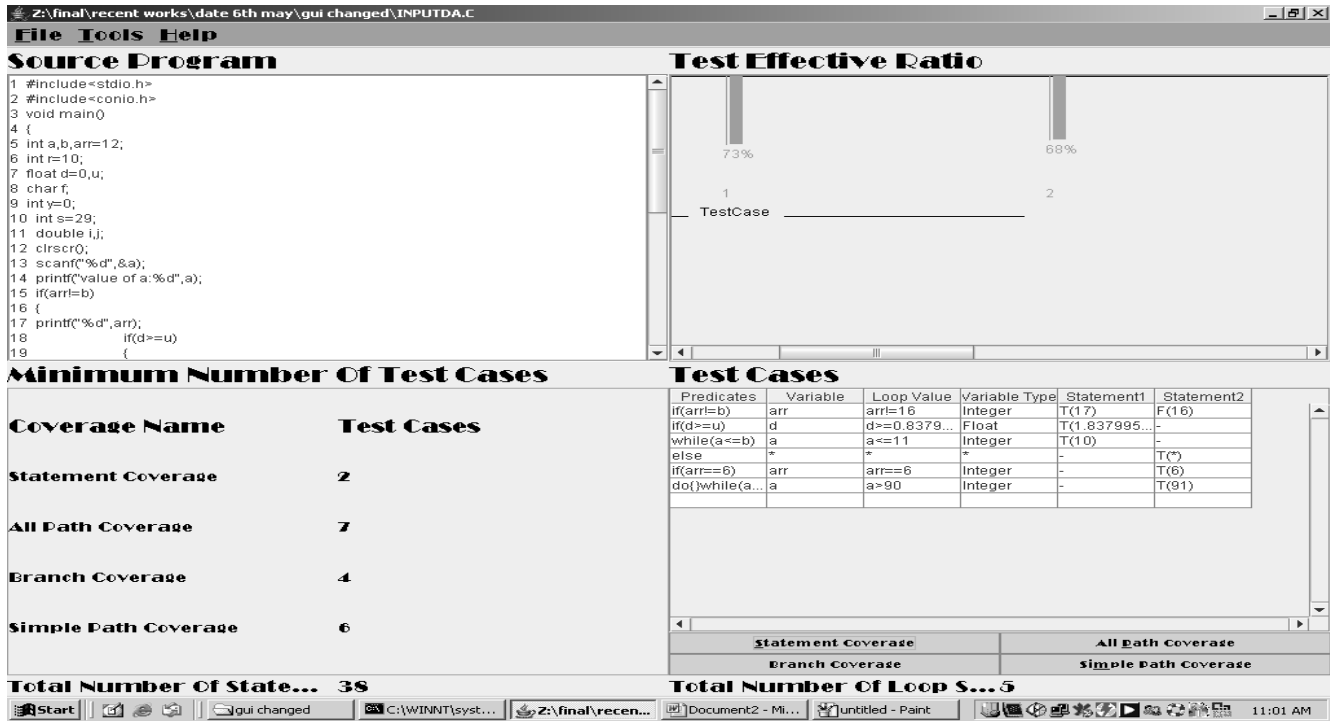 Z:\final\recent works\date 6th may\gui changed\INPUTDA.C
File Tools Help
Source Program
1 #include<stdio.h>
2 #include<conio.h>
3 void main()
4 {
5 int a,b,arr=12;
6 int r=10;
7 float d=0,u;
8 char f;
9 int y=0;
10 int s=29;
11 double i,j;
12 clrscr();
13 scanf("%d",&a);
14 printf("value of a:%d",a);
15 if(arr!=b)
16 {
17 printf("%d",arr);
18 if(d>=u)
19 {
Test Effective Ratio
73% 68%
1 2
TestCase
Minimum Number Of Test Cases
Coverage Name Test Cases
Statement Coverage 2
All Path Coverage 7
Branch Coverage 4
Simple Path Coverage 6
Total Number Of State... 38
Test Cases
Predicates Variable Loop Value Variable Type Statement1 Statement2
if(arr!=b) arr arr!=16 Integer T(17) F(16)
if(d>=u) d d>=0.8379... Float T(1.837995... -
while(a<=b) a a<=11 Integer T(10) -
else * * * - T(*)
if(arr==6) arr arr==6 Integer - T(6)
do{}while(a... a a>90 Integer - T(91)
Statement Coverage All Path Coverage
Branch Coverage Simple Path Coverage
Total Number Of Loop S... 5
Start gui changed C:\WINNT\syst... Z:\final\recen... Document2 - Mi... untitled - Paint 11:01 AM